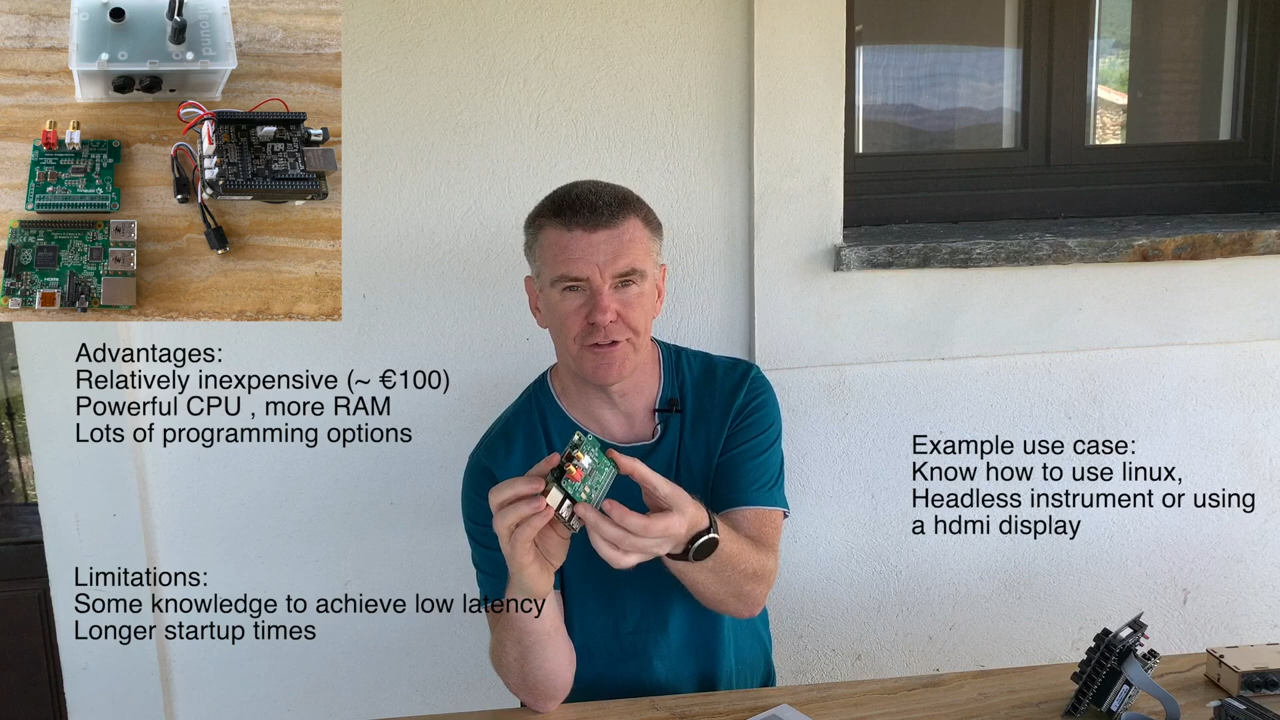 Advantages:
Relatively inexpensive (~ €100)
Powerful CPU , more RAM
Lots of programming options
Example use case:
Know how to use linux,
Headless instrument or using
a hdmi display
Limitations:
Some knowledge to achieve low latency
Longer startup times